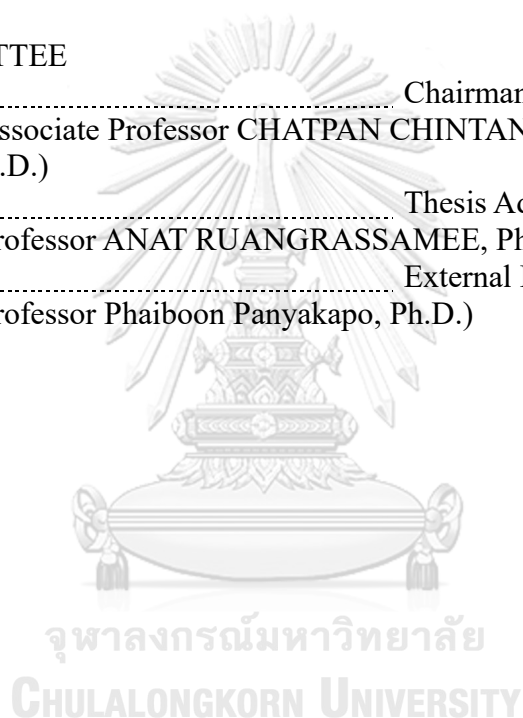 TTEE
Chairman
ssociate Professor CHATPAN CHINTAN
.D.)
Thesis Ad
rofessor ANAT RUANGRASSAMEE, Ph
External
rofessor Phaiboon Panyakapo, Ph.D.)
จุฬาลงกรณ์มหาวิทยาลัย
CHULALONGKORN UNIVERSITY